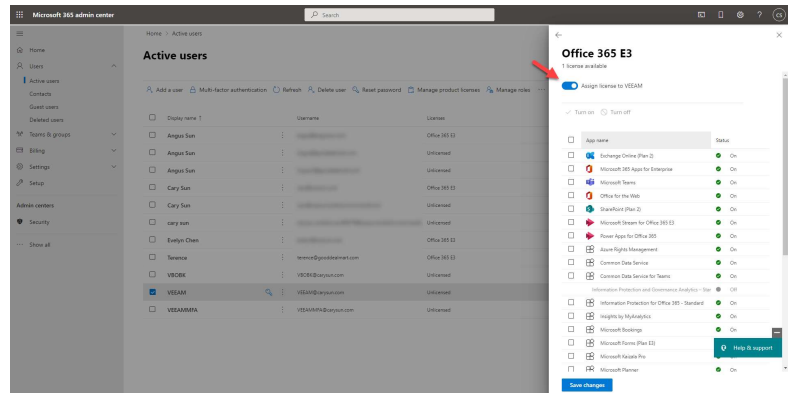 Microsoft 365 admin center
Search
CS
Home
Users
Active users
Contacts
Guest users
Deleted users
Teams & groups
Billing
Settings
Setup
Admin centers
Security
Show all
Home > Active users
Active users
Add a user Multi-factor authentication Refresh Delete user Reset password Manage product licenses Manage roles
Display name ↑ Username Licenses
Angus Sun Office 365 E3
Angus Sun Unlicensed
Angus Sun Unlicensed
Cary Sun Office 365 E3
Cary Sun Unlicensed
cary sun Unlicensed
Evelyn Chen Office 365 E3
Terence Office 365 E3
VBOBK VBOBK@carysun.com Unlicensed
VEEAM VEEAM@carysun.com Unlicensed
VEEAMMPA VEEAMMPA@carysun.com Unlicensed
Office 365 E3
1 license available
Assign license to VEEAM
Turn on Turn off
App name Status
Exchange Online (Plan 2) On
Microsoft 365 Apps for Enterprise On
Microsoft Teams On
Office for the Web On
SharePoint (Plan 2) On
Microsoft Stream for Office 365 E3 On
Power Apps for Office 365 On
Azure Rights Management On
Common Data Service On
Common Data Service for Teams On
Information Protection and Governance Analytics - Star Off
Information Protection for Office 365 - Standard On
Insights by MyAnalytics On
Microsoft Bookings On
Microsoft Forms (Plan E3)
Microsoft Kaizala Pro
Microsoft Planner On
Help & support
Save changes